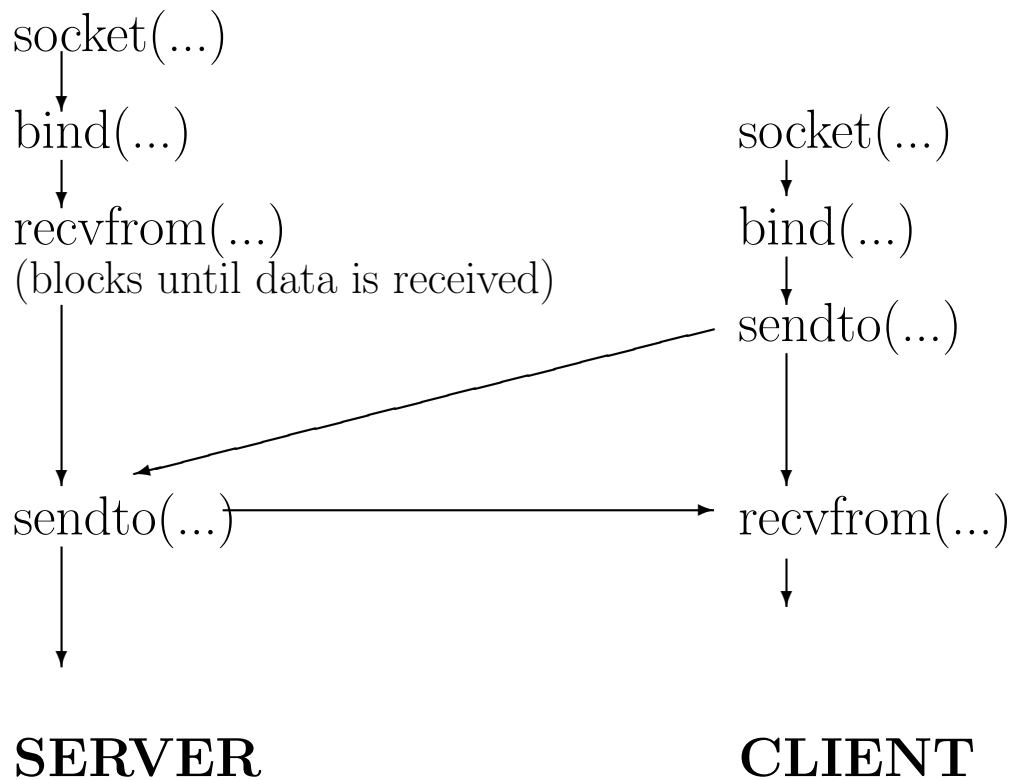 socket(...)
bind(...)
recvfrom(...)
(blocks until data is received)
sendto(...)
SERVER
socket(...)
bind(...)
sendto(...)
recvfrom(...)
CLIENT